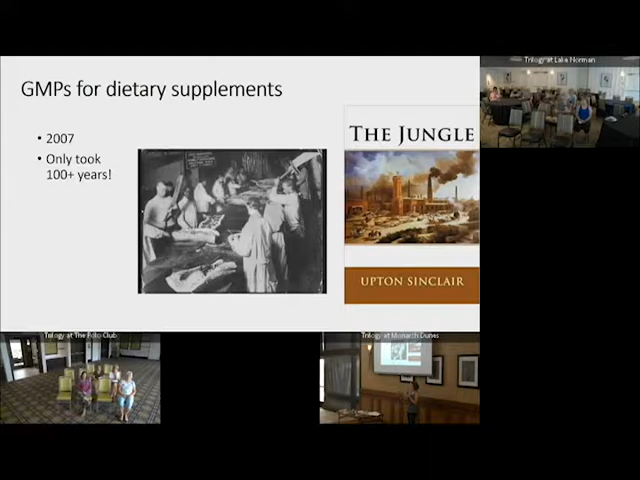 Trilogy at Lake Norman
GMPs for dietary supplements
• 2007
• Only took
100+ years!
THE JUNGLE
UPTON SINCLAIR
Trilogy at The Polo Club
Trilogy at Monarch Dunes